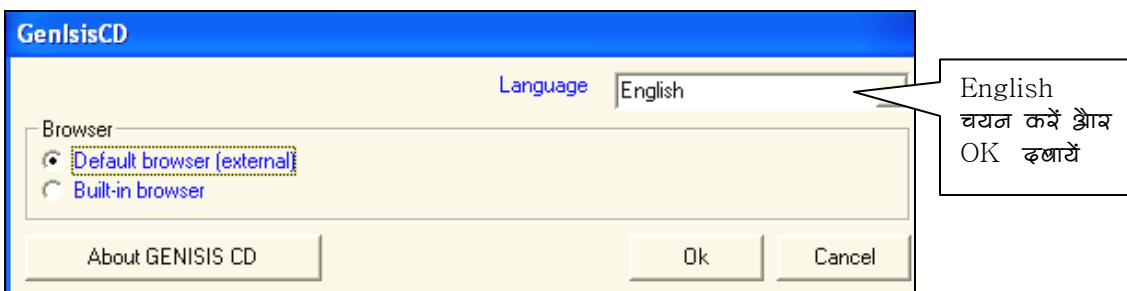 GenIsisCD
Language English
Browser
Default browser (external)
Built-in browser
About GENISIS CD Ok Cancel
English
चयन करें और
OK दबायें